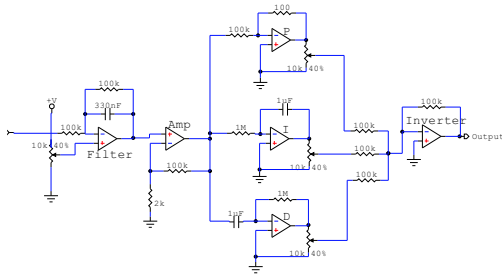 100
100k
P
10k 40%
+V
100k
330nF
100k
10k 40%
Filter
Amp
100k
2k
1uF
1M
I
10k 40%
100k
100k
100k
100k
Inverter
Output
1M
1uF
D
10k 40%